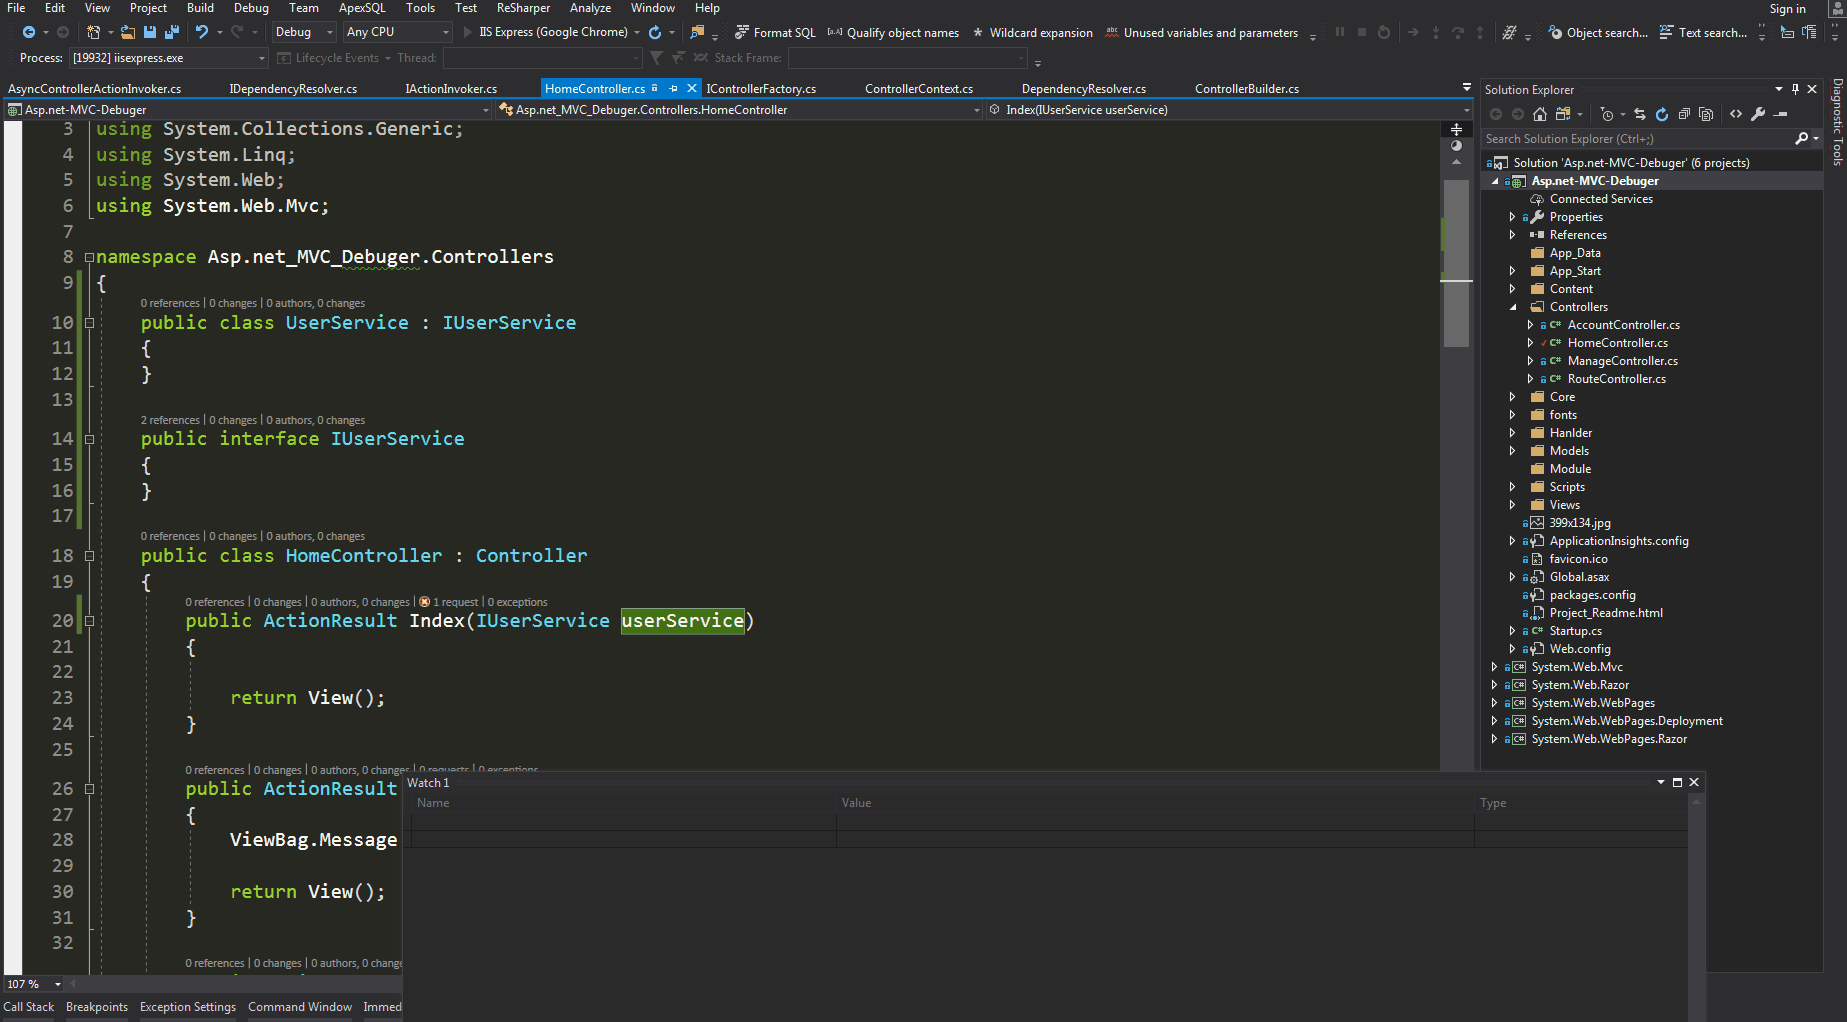 File Edit View Project Build Debug Team ApexSQL Tools Test ReSharper Analyze Window Help Sign in
Debug Any CPU IIS Express (Google Chrome) Format SQL [a.A] Qualify object names * Wildcard expansion abc Unused variables and parameters Object search... Text search...
Process: [19932] iisexpress.exe Lifecycle Events Thread: Stack Frame:
AsyncControllerActionInvoker.cs IDependencyResolver.cs IActionInvoker.cs HomeController.cs IControllerFactory.cs ControllerContext.cs DependencyResolver.cs ControllerBuilder.cs
Asp.net-MVC-Debuger Asp.net_MVC_Debuger.Controllers.HomeController Index(IUserService userService)
3 using System.Collections.Generic;
4 using System.Linq;
5 using System.Web;
6 using System.Web.Mvc;
7
8 namespace Asp.net_MVC_Debuger.Controllers
9 {
0 references | 0 changes | 0 authors, 0 changes
10 public class UserService : IUserService
11 {
12 }
13
2 references | 0 changes | 0 authors, 0 changes
14 public interface IUserService
15 {
16 }
17
0 references | 0 changes | 0 authors, 0 changes
18 public class HomeController : Controller
19 {
0 references | 0 changes | 0 authors, 0 changes | 1 request | 0 exceptions
20 public ActionResult Index(IUserService userService)
21 {
22
23 return View();
24 }
25
0 references | 0 changes | 0 authors, 0 changes | 0 requests | 0 exceptions
26 public ActionResult
27 {
28 ViewBag.Message
29
30 return View();
31 }
32
0 references | 0 changes | 0 authors, 0 change
107 %
Call Stack Breakpoints Exception Settings Command Window Immed
Watch 1
Name Value Type
Solution Explorer
Search Solution Explorer (Ctrl+;)
Solution 'Asp.net-MVC-Debuger' (6 projects)
Asp.net-MVC-Debuger
Connected Services
Properties
References
App_Data
App_Start
Content
Controllers
C# AccountController.cs
C# HomeController.cs
C# ManageController.cs
C# RouteController.cs
Core
fonts
Hanlder
Models
Module
Scripts
Views
399x134.jpg
ApplicationInsights.config
favicon.ico
Global.asax
packages.config
Project_Readme.html
C# Startup.cs
Web.config
C# System.Web.Mvc
C# System.Web.Razor
C# System.Web.WebPages
C# System.Web.WebPages.Deployment
C# System.Web.WebPages.Razor
Diagnostic Tools